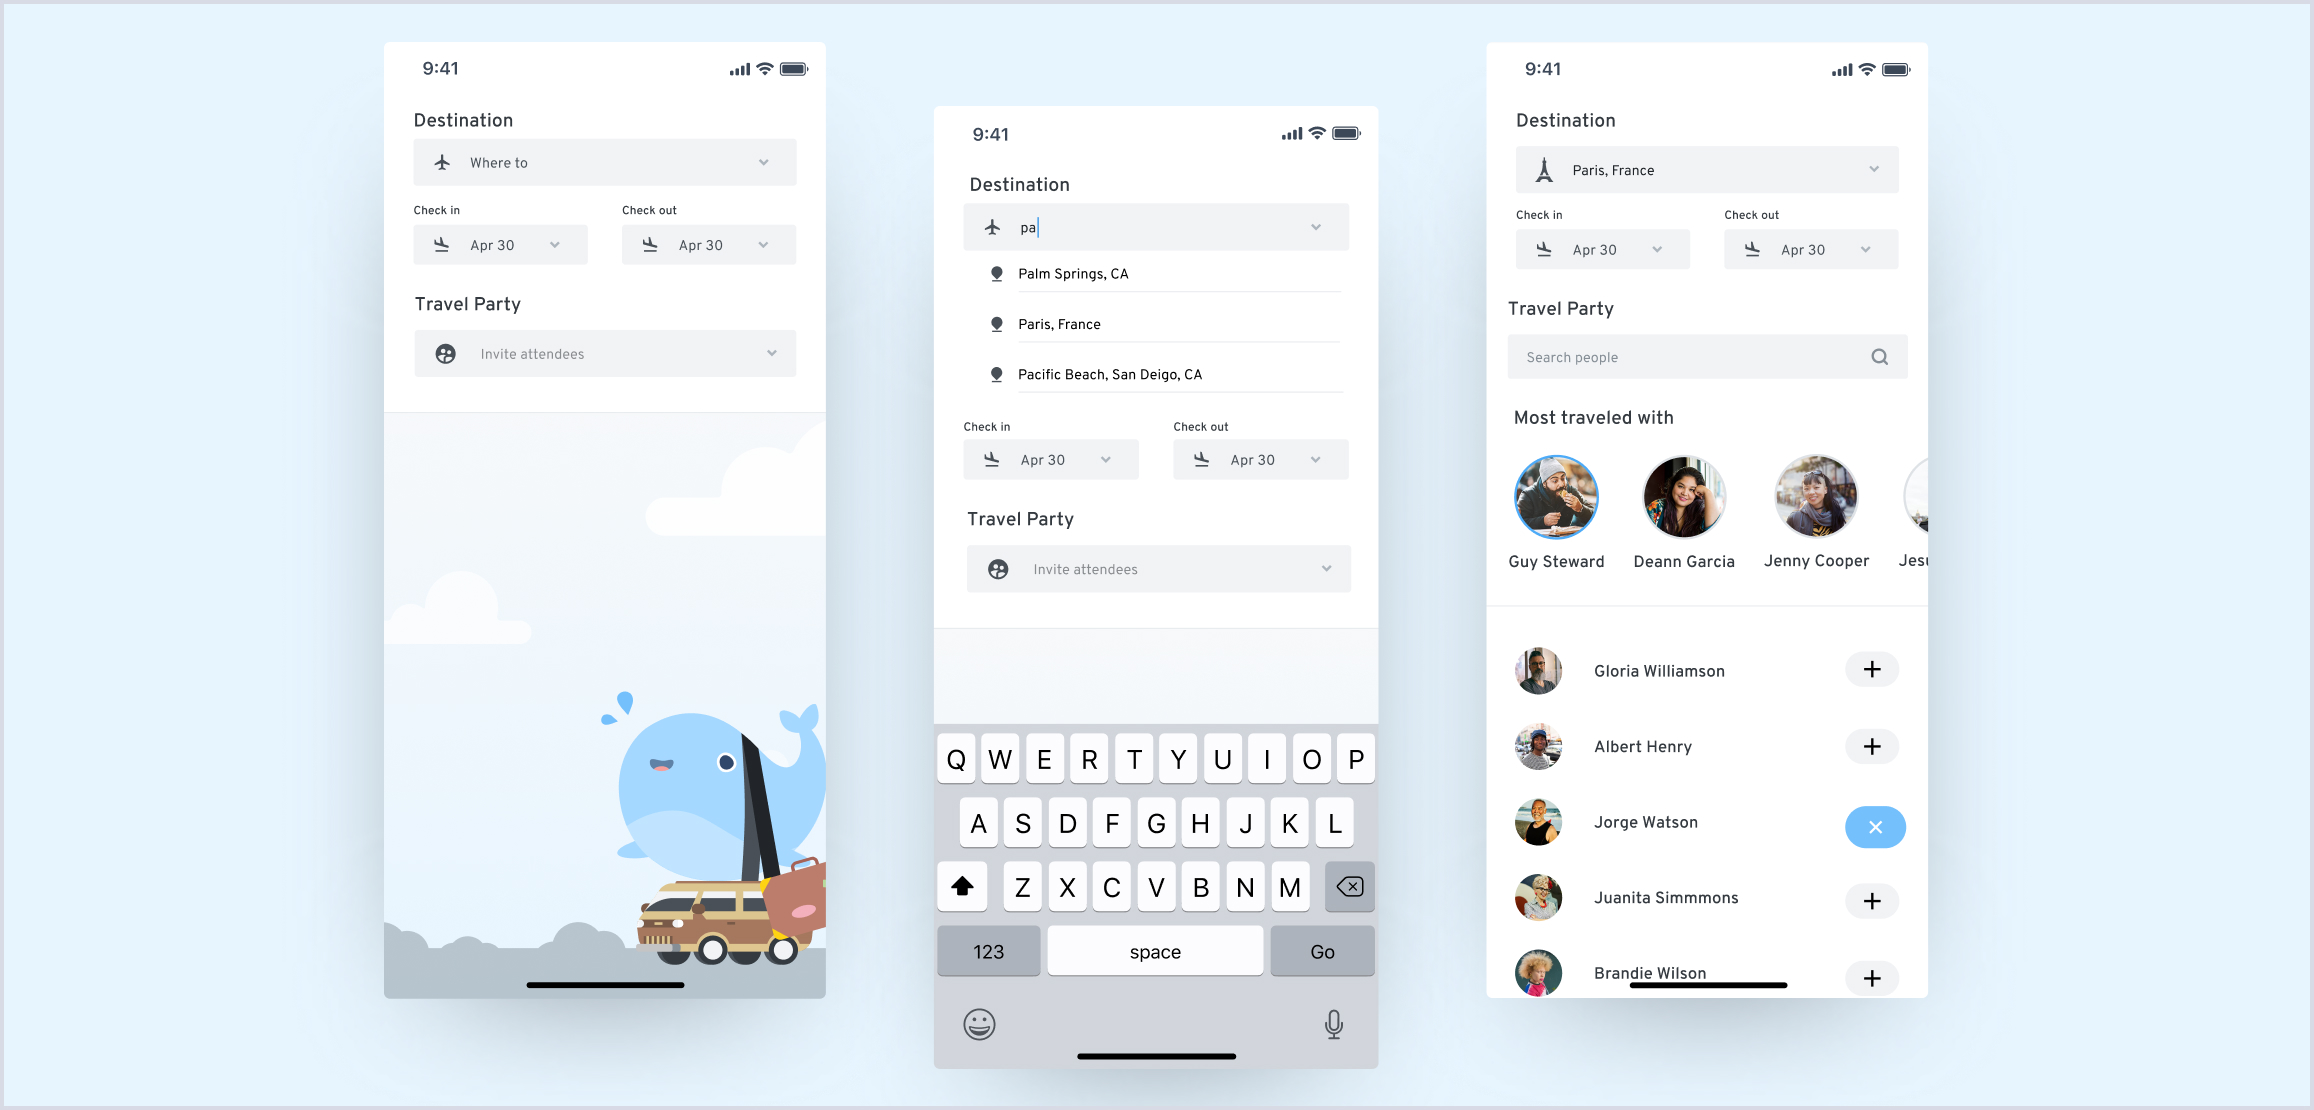 9:41
Destination
Where to
Check in Check out
Apr 30 Apr 30
Travel Party
Invite attendees
9:41
Destination
pa
Palm Springs, CA
Paris, France
Pacific Beach, San Deigo, CA
Check in Check out
Apr 30 Apr 30
Travel Party
Invite attendees
Q W E R T Y U I O P
A S D F G H J K L
Z X C V B N M
123 space Go
9:41
Destination
Paris, France
Check in Check out
Apr 30 Apr 30
Travel Party
Search people
Most traveled with
Guy Steward Deann Garcia Jenny Cooper
Gloria Williamson
Albert Henry
Jorge Watson
Juanita Simmmons
Brandie Wilson